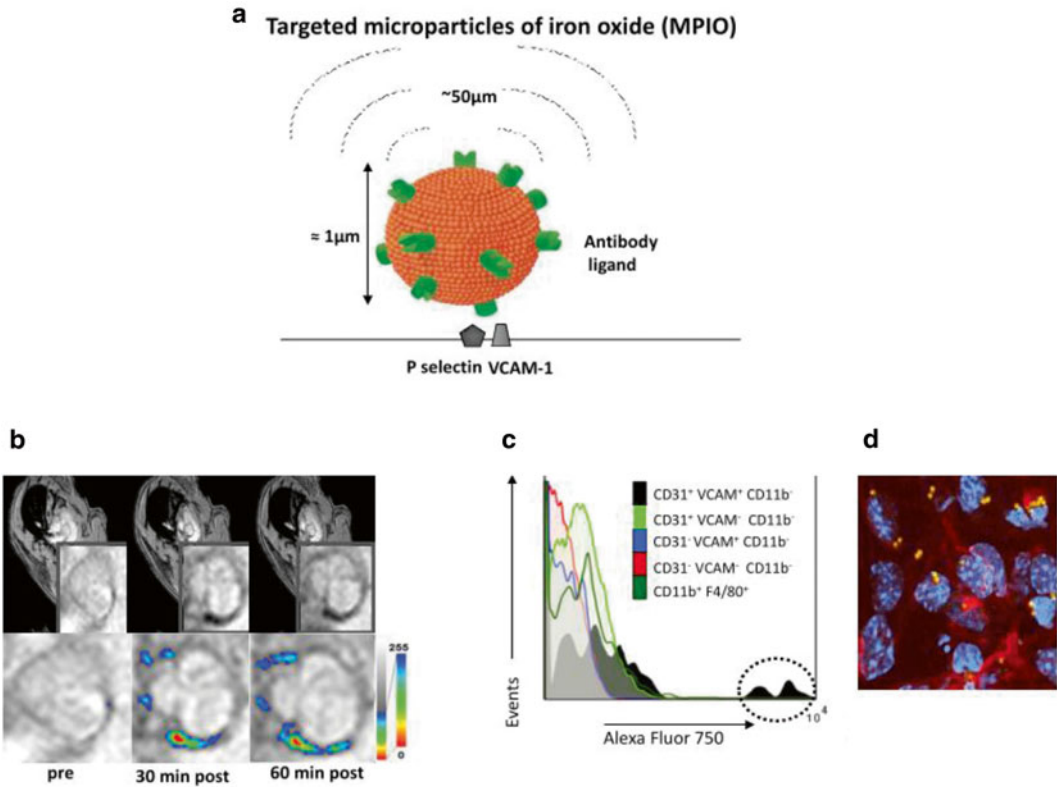 a
Targeted microparticles of iron oxide (MPIO)
~50µm
≈ 1µm
Antibody
ligand
P selectin VCAM-1
b
pre
30 min post
60 min post
255
0
c
Events
CD31⁺ VCAM⁺ CD11b⁻
CD31⁺ VCAM⁻ CD11b⁻
CD31⁻ VCAM⁺ CD11b⁻
CD31⁻ VCAM⁻ CD11b⁻
CD11b⁺ F4/80⁺
10⁴
Alexa Fluor 750
d